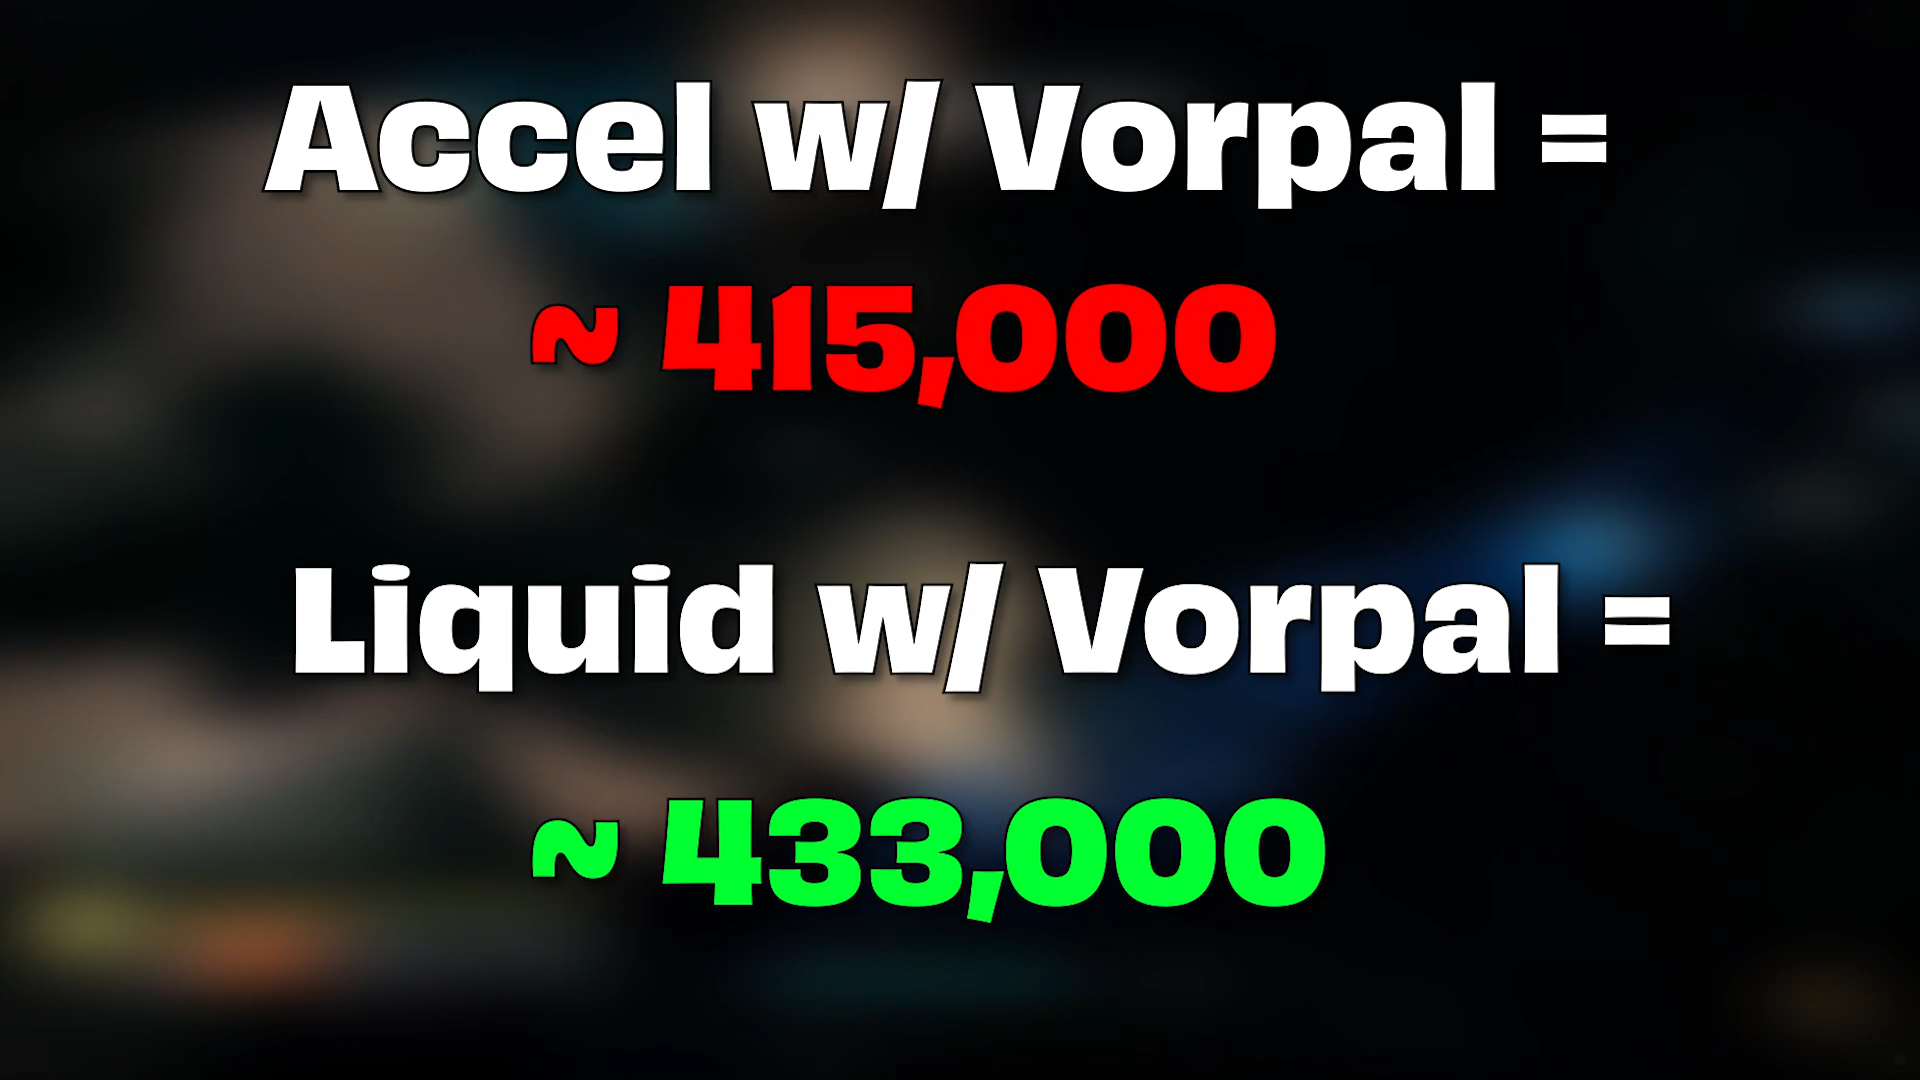 Accel w/ Vorpal =
~ 415,000
Liquid w/ Vorpal =
~ 433,000